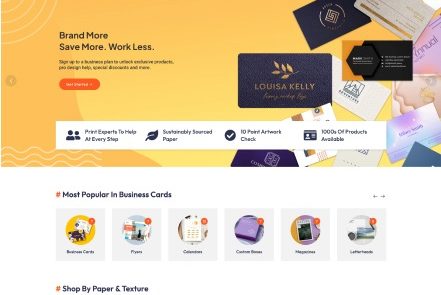 Brand More
Save More. Work Less.
Sign up to a business plan to unlock exclusive products,
pro design help, special discounts and more.
Get Started →
LOUISA KELLY
Print Experts To Help
At Every Step
Sustainably Sourced
Paper
10 Point Artwork
Check
1000s Of Products
Available
# Most Popular In Business Cards
← →
Business Cards
Flyers
Calendars
Custom Boxes
Magazines
Letterheads
# Shop By Paper & Texture